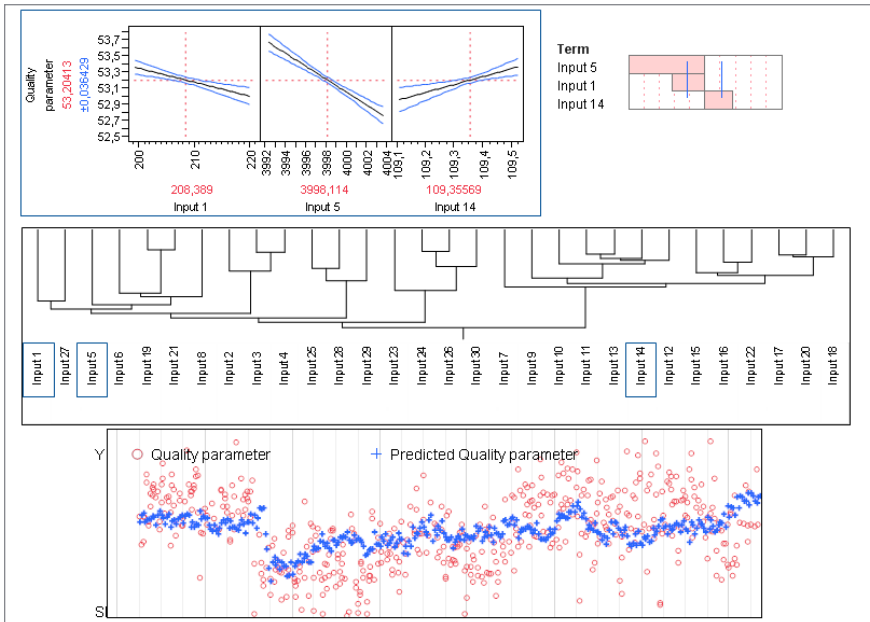 Quality
parameter
53,20413
±0,036429
53,7
53,5
53,3
53,1
52,9
52,8
52,6
52,5
200
210
220
3992
3994
3996
3998
4000
4002
4004
109,1
109,2
109,3
109,4
109,5
208,389
3998,114
109,35569
Input 1
Input 5
Input 14
Term
Input 5
Input 1
Input 14
Input 1
Input 27
Input 5
Input 6
Input 19
Input 21
Input 8
Input 2
Input 3
Input 4
Input 25
Input 28
Input 29
Input 23
Input 24
Input 26
Input 30
Input 7
Input 9
Input 10
Input 11
Input 13
Input 14
Input 12
Input 15
Input 16
Input 22
Input 17
Input 20
Input 18
Y
Quality parameter
Predicted Quality parameter